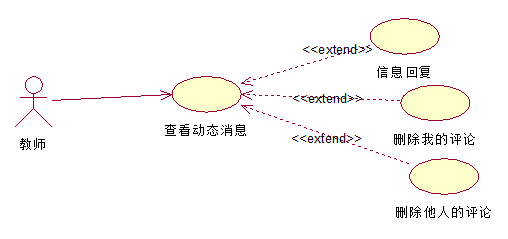 <<extend>>
信息回复
<<extend>>
查看动态消息
教师
删除我的评论
<<extend>>
删除他人的评论